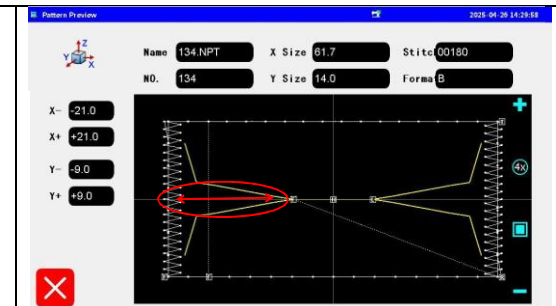 Pattern Preview 2025-04-26 14:29:58
Z
Y X
Name 134.NPT X Size 61.7 Stitc 00180
NO. 134 Y Size 14.0 Forma B
X- -21.0
X+ +21.0
Y- -9.0
Y+ +9.0
4x